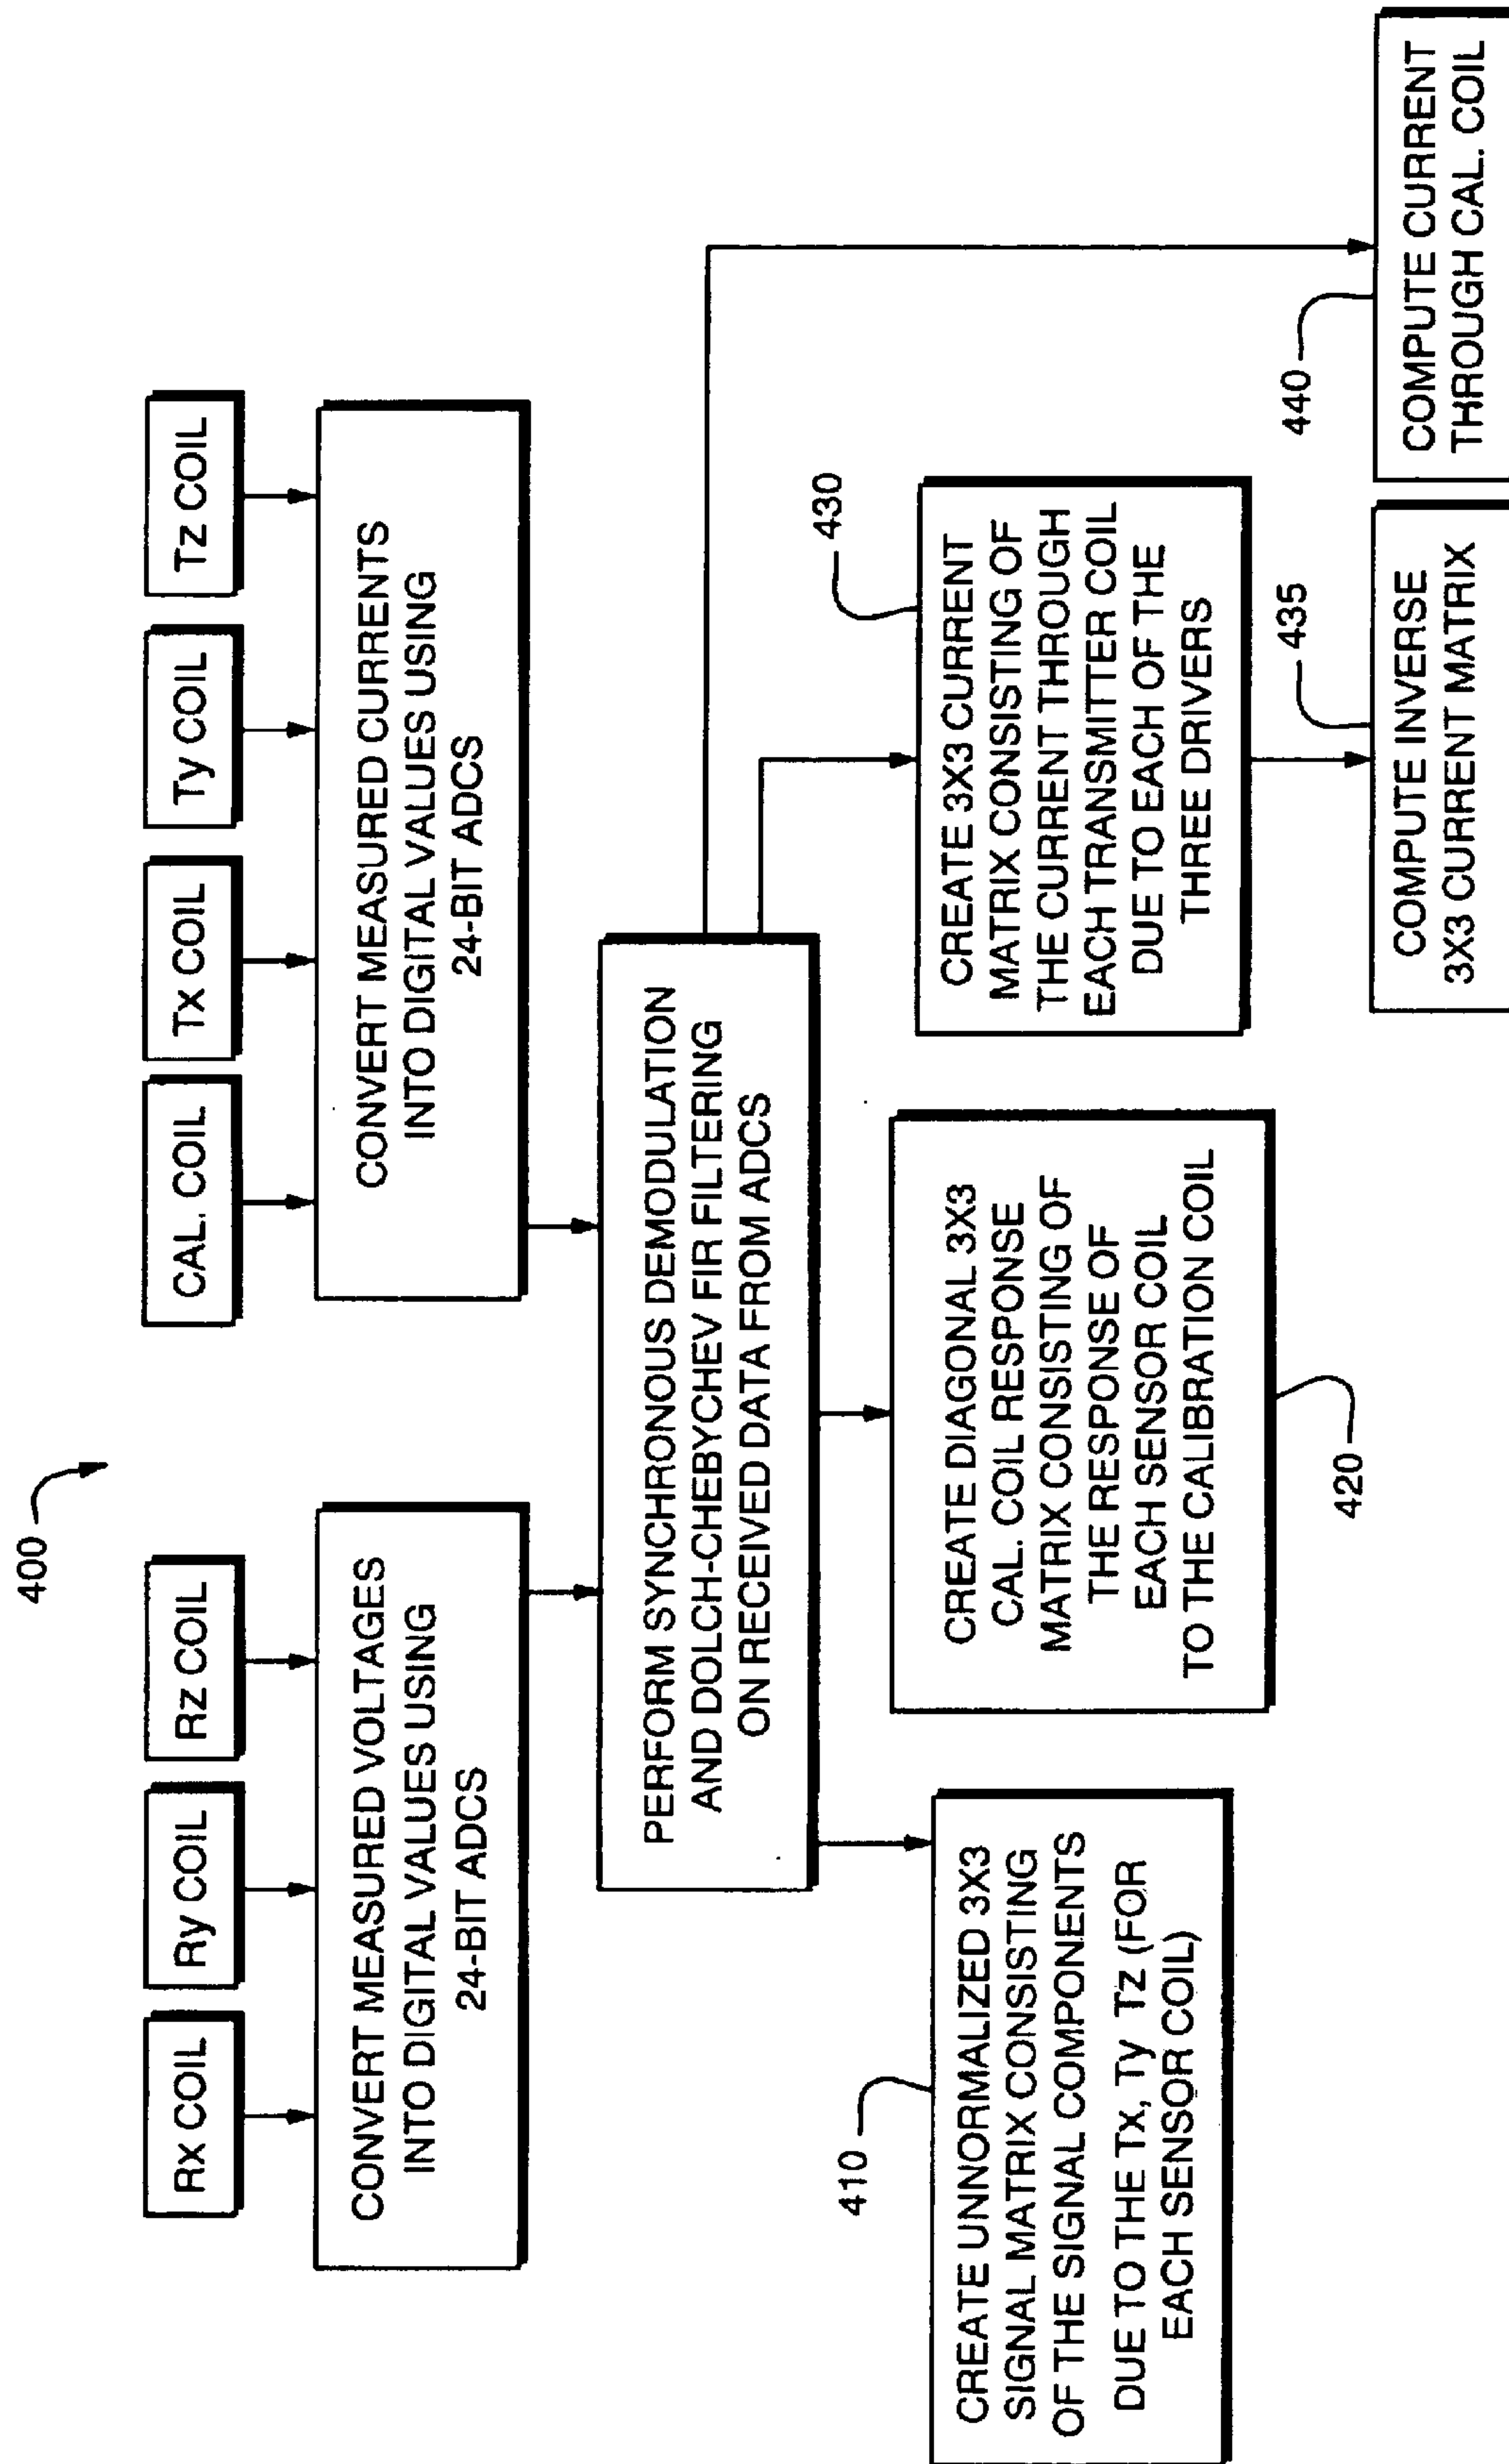 400
Rx COIL
Ry COIL
Rz COIL
CAL. COIL
Tx COIL
Ty COIL
Tz COIL
CONVERT MEASURED VOLTAGES
INTO DIGITAL VALUES USING
24-BIT ADCS
CONVERT MEASURED CURRENTS
INTO DIGITAL VALUES USING
24-BIT ADCS
PERFORM SYNCHRONOUS DEMODULATION
AND DOLCH-CHEBYCHEV FIR FILTERING
ON RECEIVED DATA FROM ADCS
410
CREATE UNNORMALIZED 3X3
SIGNAL MATRIX CONSISTING
OF THE SIGNAL COMPONENTS
DUE TO THE Tx, Ty Tz (FOR
EACH SENSOR COIL)
CREATE DIAGONAL 3X3
CAL. COIL RESPONSE
MATRIX CONSISTING OF
THE RESPONSE OF
EACH SENSOR COIL
TO THE CALIBRATION COIL
420
430
CREATE 3X3 CURRENT
MATRIX CONSISTING OF
THE CURRENT THROUGH
EACH TRANSMITTER COIL
DUE TO EACH OF THE
THREE DRIVERS
435
COMPUTE INVERSE
3X3 CURRENT MATRIX
440
COMPUTE CURRENT
THROUGH CAL. COIL